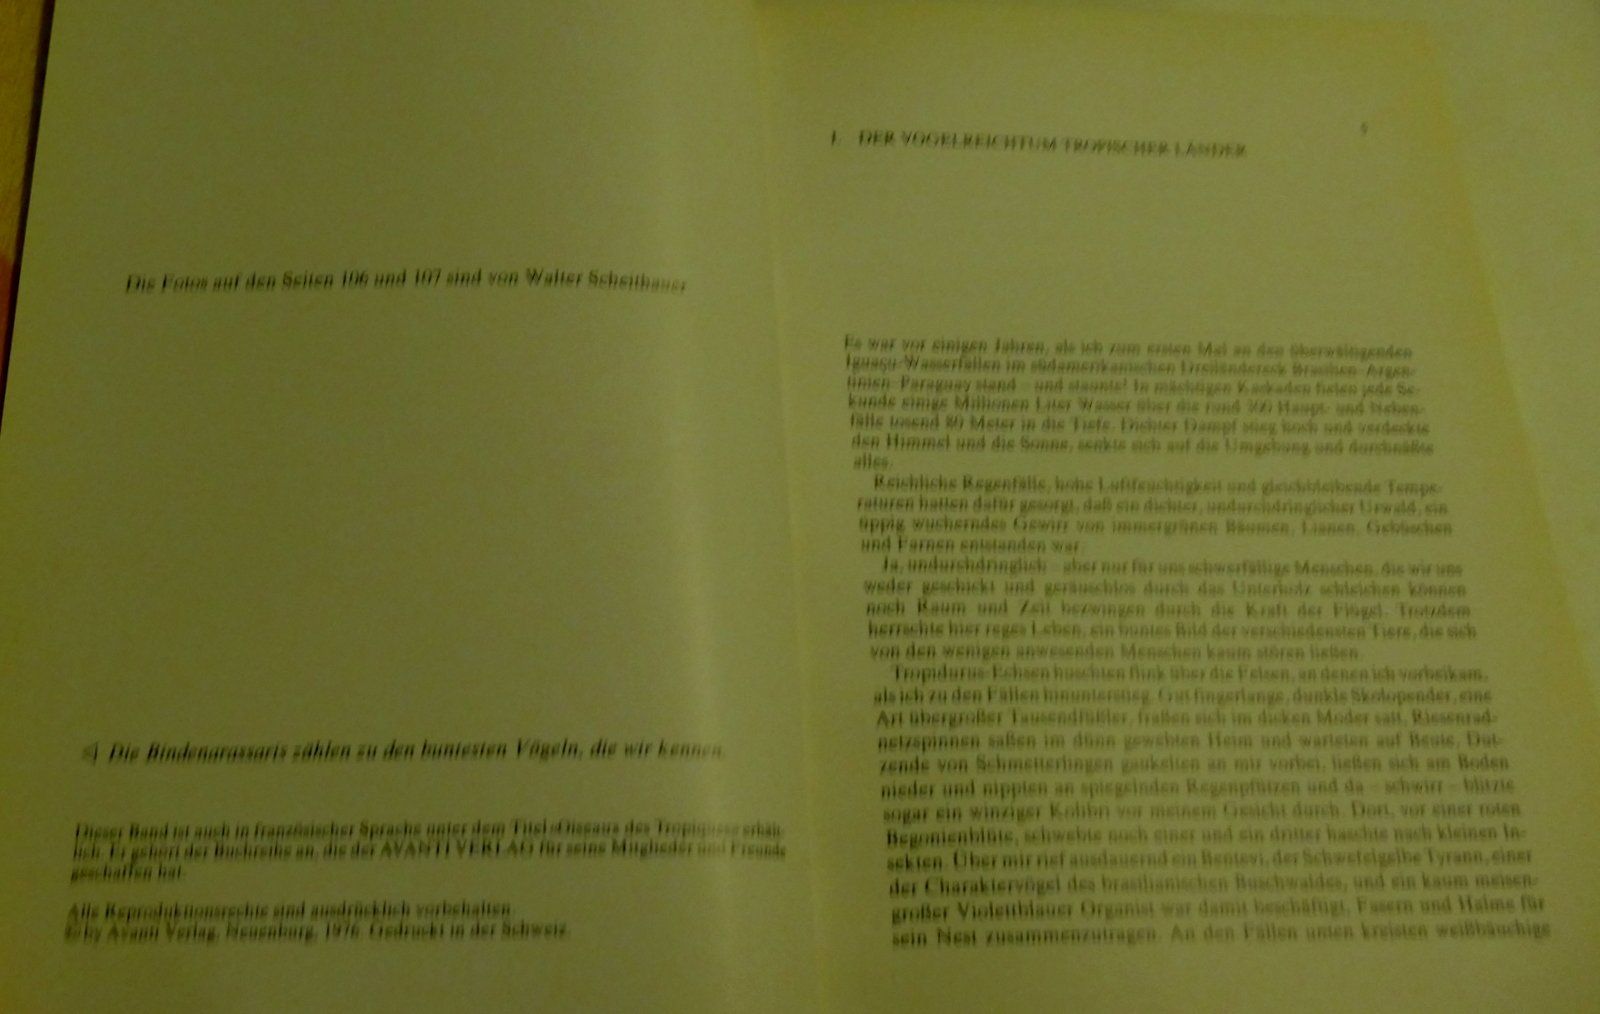 Die Fotos auf den Seiten 106 und 107 sind von Walter Scheithauer
Die Bindenarassaris zählen zu den buntesten Vögeln, die wir kennen.
Dieser Band ist auch in französischer Sprache unter dem Titel «Oiseaux des Tropiques» erhält-
lich. Er gehört der Buchreihe an, die der AVANTI VERLAG für seine Mitglieder und Freunde
geschaffen hat.
Alle Reproduktionsrechte sind ausdrücklich vorbehalten
© by Avanti Verlag, Neuenburg, 1976. Gedruckt in der Schweiz.
I. DER VOGELREICHTUM TROPISCHER LÄNDER
Es war vor einigen Jahren, als ich zum ersten Mal an den überwältigenden
Iguaçu-Wasserfällen im südamerikanischen Dreiländereck Brasilien-Argen-
tinien-Paraguay stand – und staunte! In mächtigen Kaskaden fielen jede Se-
kunde einige Millionen Liter Wasser über die rund Haupt- und Neben-
fälle tosend 80 Meter in die Tiefe. Dichter Dampf stieg hoch und verdeckte
den Himmel und die Sonne, senkte sich auf die Umgebung und durchnäßte
alles.
Reichliche Regenfälle, hohe Luftfeuchtigkeit und gleichbleibende Tempe-
raturen hatten dafür gesorgt, daß ein dichter, undurchdringlicher Urwald, ein
üppig wucherndes Gewirr von immergrünen Bäumen, Lianen, Gebüschen
und Farnen entstanden war.
Ja, undurchdringlich – aber nur für uns schwerfällige Menschen, die wir uns
weder geschickt und geräuschlos durch das Unterholz schleichen können
noch Raum und Zeit bezwingen durch die Kraft der Flügel. Trotzdem
herrschte hier reges Leben, ein buntes Bild der verschiedensten Tiere, die sich
von den wenigen anwesenden Menschen kaum stören ließen.
Tropidurus-Echsen huschten flink über die Felsen, an denen ich vorbeikam,
als ich zu den Fällen hinunterstieg. Gut fingerlange, dunkle Skolopender, eine
Art übergroßer Tausendfüßler, fraßen sich im dicken Moder satt, Riesenrad-
netzspinnen saßen im dünn gewebten Heim und warteten auf Beute, Dut-
zende von Schmetterlingen gaukelten an mir vorbei, ließen sich am Boden
nieder und nippten an spiegelnden Regenpfützen und da – schwirr – blitzte
sogar ein winziger Kolibri vor meinem Gesicht durch. Dort, vor einer roten
Begonienblüte, schwebte noch einer und ein dritter haschte nach kleinen In-
sekten. Über mir rief ausdauernd ein Bentevi, der Schwefelgelbe Tyrann, einer
der Charaktervögel des brasilianischen Buschwaldes, und ein kaum meisen-
großer Violettblauer Organist war damit beschäftigt, Fasern und Halme für
sein Nest zusammenzutragen. An den Fällen unten kreisten weißbäuchige